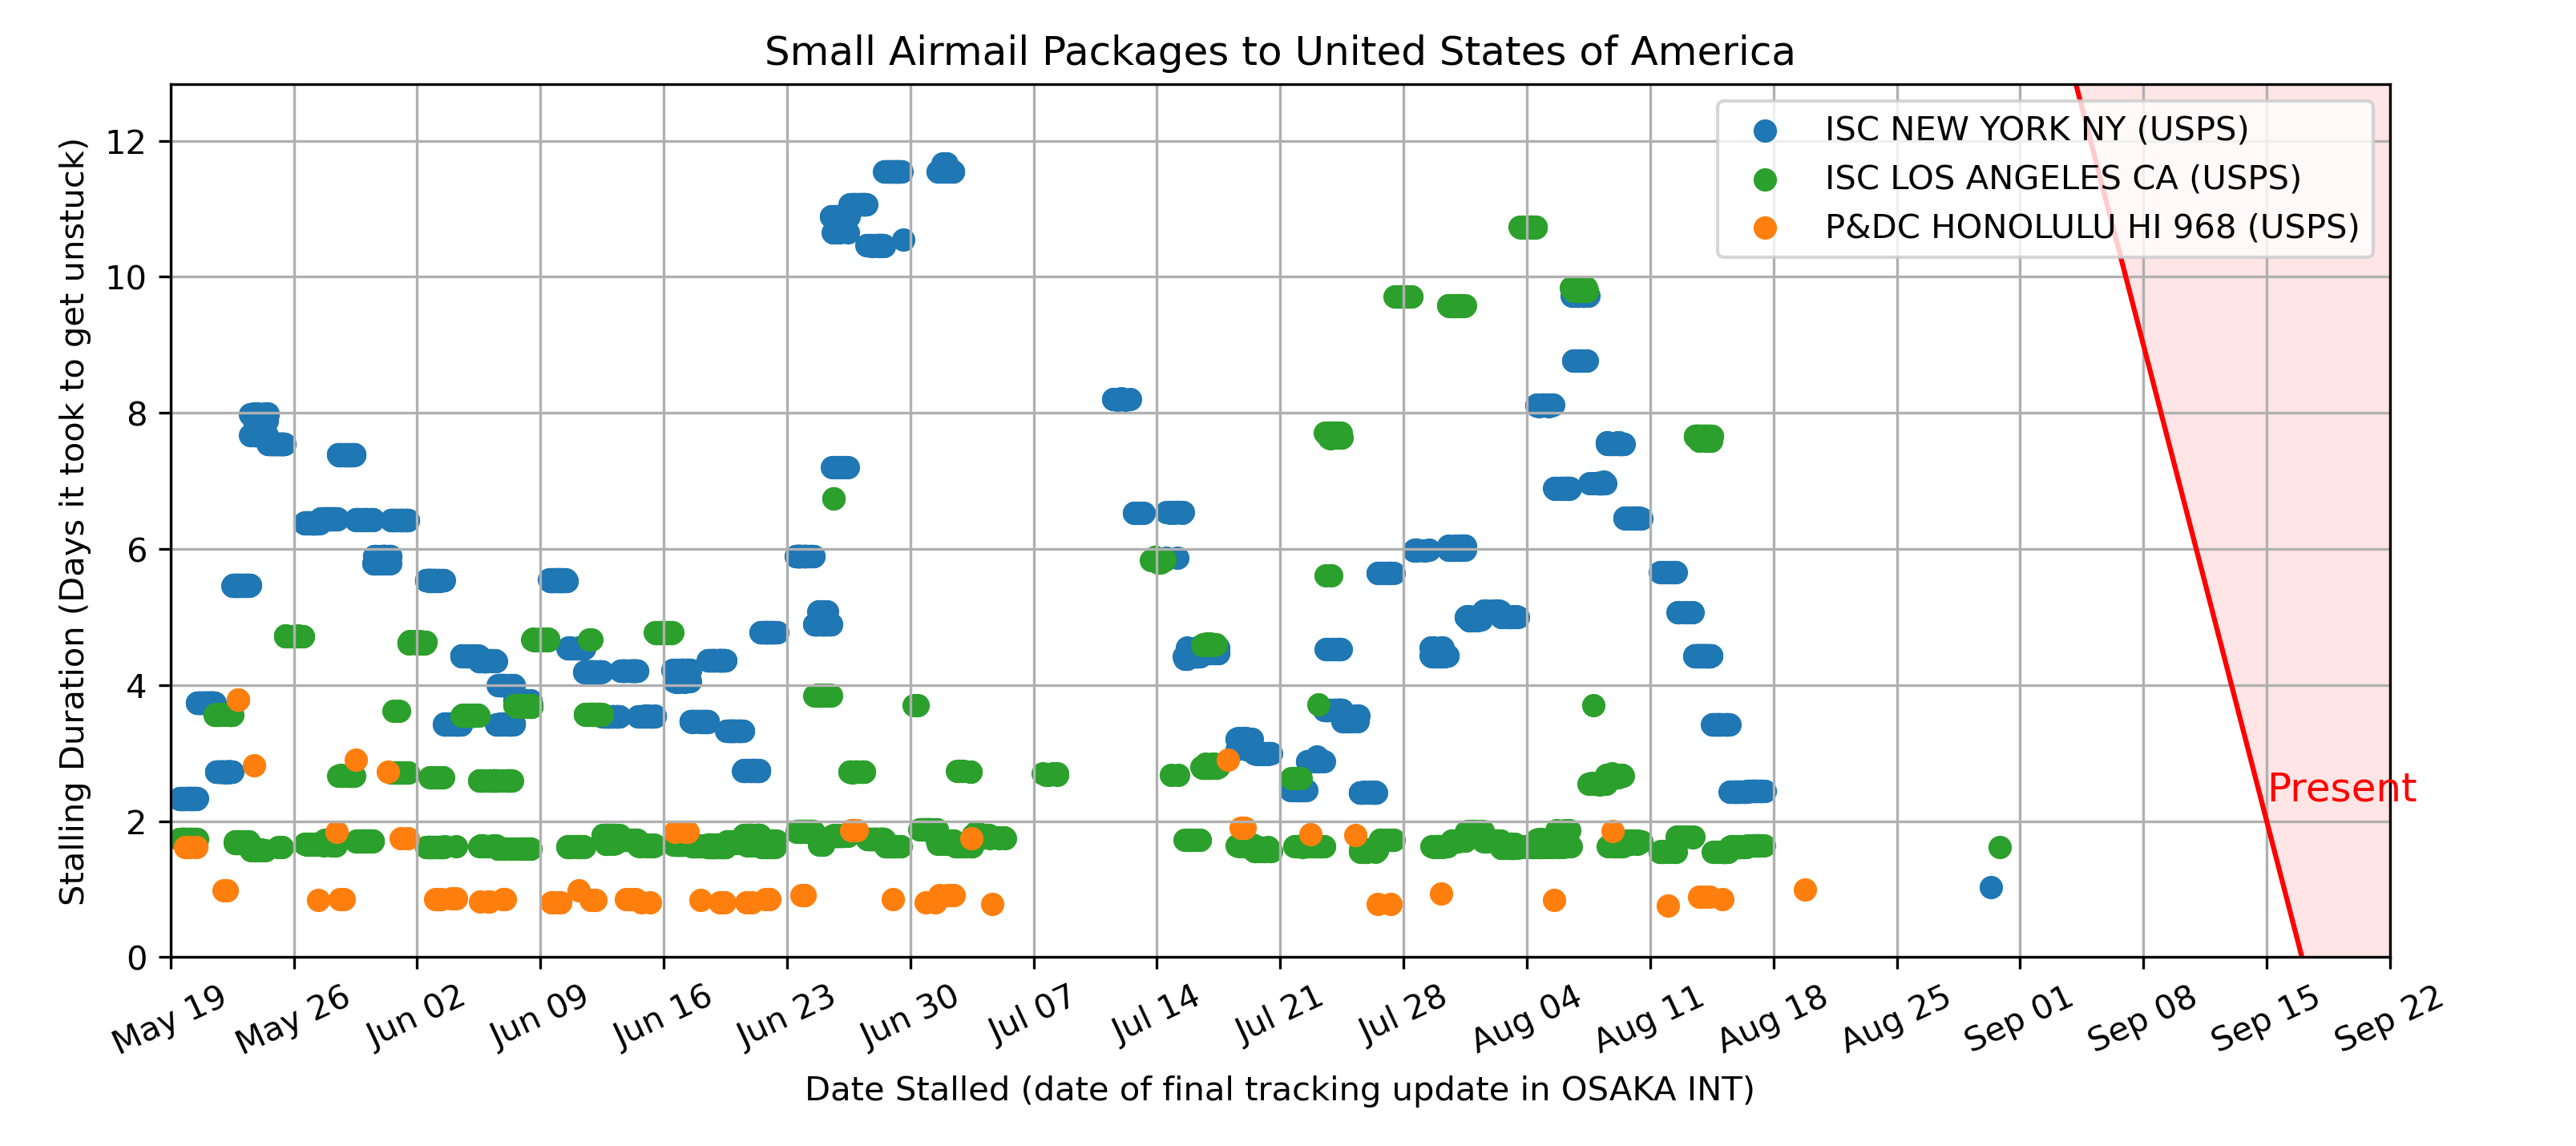 Small Airmail Packages to United States of America
Stalling Duration (Days it took to get unstuck)
12
10
8
6
4
2
0
ISC NEW YORK NY (USPS)
ISC LOS ANGELES CA (USPS)
P&DC HONOLULU HI 968 (USPS)
Present
May 19
May 26
Jun 02
Jun 09
Jun 16
Jun 23
Jun 30
Jul 07
Jul 14
Jul 21
Jul 28
Aug 04
Aug 11
Aug 18
Aug 25
Sep 01
Sep 08
Sep 15
Sep 22
Date Stalled (date of final tracking update in OSAKA INT)